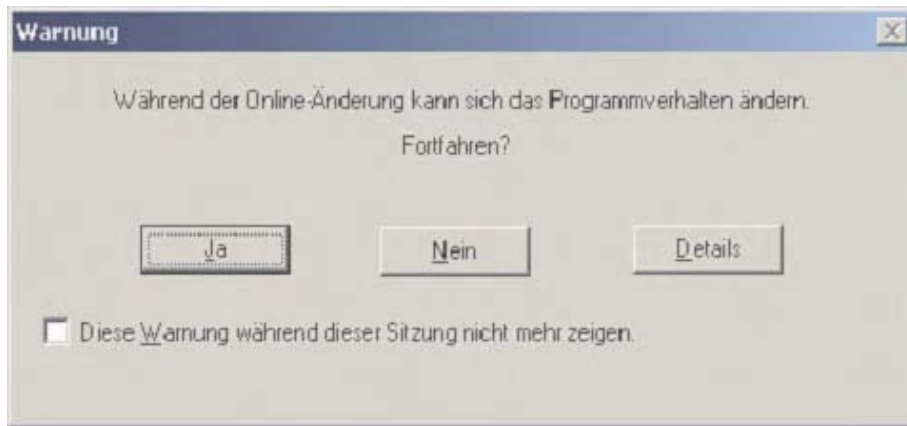 Warnung
Während der Online-Änderung kann sich das Programmverhalten ändern.
Fortfahren?
Ja
Nein
Details
Diese Warnung während dieser Sitzung nicht mehr zeigen.